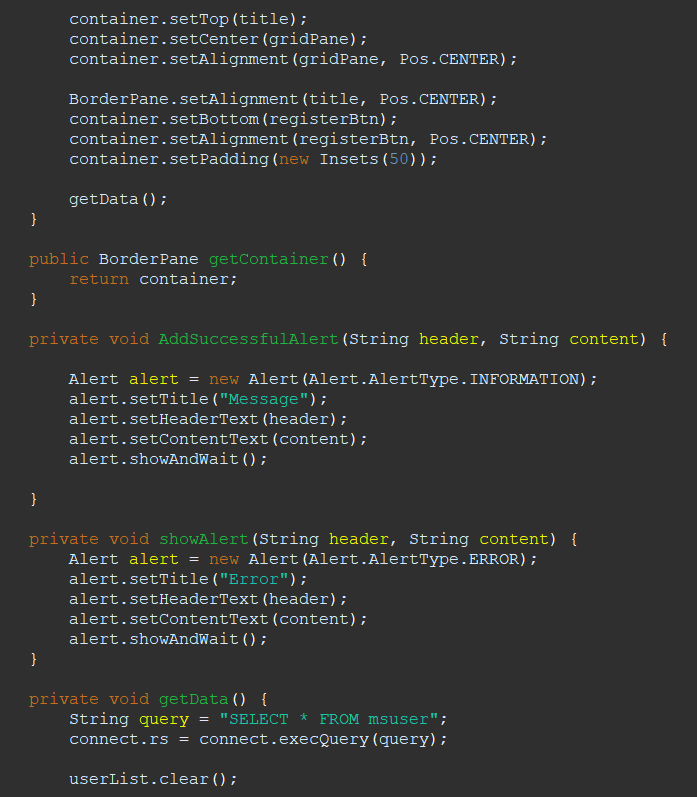 container.setTop(title);
container.setCenter(gridPane);
container.setAlignment(gridPane, Pos.CENTER);
BorderPane.setAlignment(title, Pos.CENTER);
container.setBottom(registerBtn);
container.setAlignment(registerBtn, Pos.CENTER);
container.setPadding(new Insets(50));
getData();
}
public BorderPane getContainer() {
return container;
}
private void AddSuccessfulAlert(String header, String content) {
Alert alert = new Alert(Alert.AlertType.INFORMATION);
alert.setTitle("Message");
alert.setHeaderText(header);
alert.setContentText(content);
alert.showAndWait();
}
private void showAlert(String header, String content) {
Alert alert = new Alert(Alert.AlertType.ERROR);
alert.setTitle("Error");
alert.setHeaderText(header);
alert.setContentText(content);
alert.showAndWait();
}
private void getData() {
String query = "SELECT * FROM msuser";
connect.rs = connect.execQuery(query);
userList.clear();